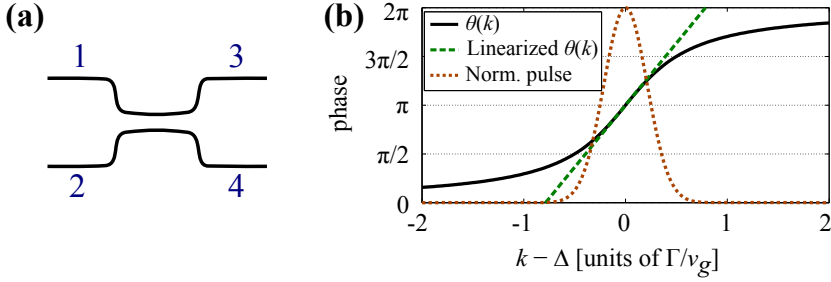 (a)
1
3
2
4
(b)
2π
3π/2
π
π/2
0
phase
θ(k)
Linearized θ(k)
Norm. pulse
-2
-1
0
1
2
k − Δ [units of Γ/vg]